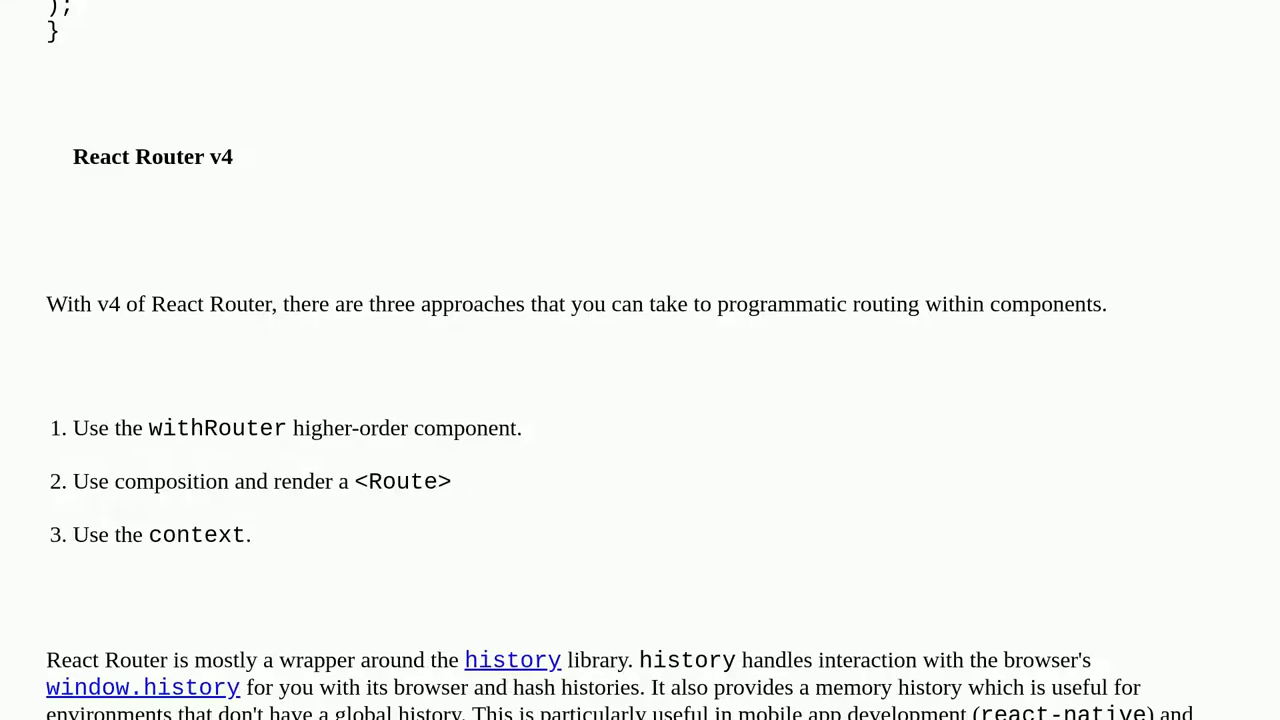 );
}
React Router v4
With v4 of React Router, there are three approaches that you can take to programmatic routing within components.
1. Use the withRouter higher-order component.
2. Use composition and render a <Route>
3. Use the context.
React Router is mostly a wrapper around the history library. history handles interaction with the browser's
window.history for you with its browser and hash histories. It also provides a memory history which is useful for
environments that don't have a global history. This is particularly useful in mobile app development (react-native) and